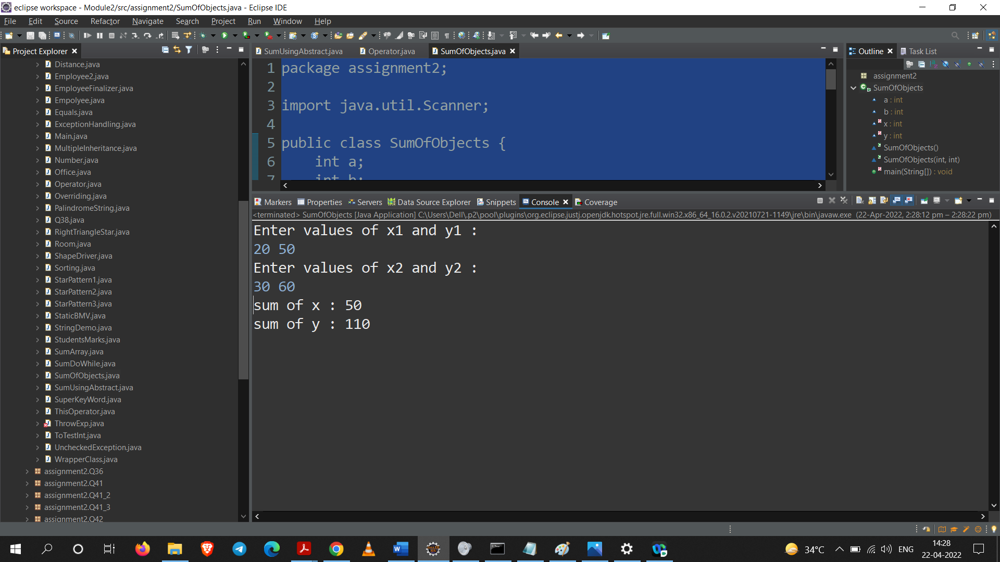 eclipse workspace - Module2/src/assignment2/SumOfObjects.java - Eclipse IDE
File Edit Source Refactor Navigate Search Project Run Window Help
Project Explorer
Distance.java
Employee2.java
EmployeeFinalizer.java
Empolyee.java
Equals.java
ExceptionHandling.java
Main.java
MultipleInheritance.java
Number.java
Office.java
Operator.java
Overriding.java
PalindromeString.java
Q38.java
RightTriangleStar.java
Room.java
ShapeDriver.java
Sorting.java
StarPattern1.java
StarPattern2.java
StarPattern3.java
StaticBMV.java
StringDemo.java
StudentsMarks.java
SumArray.java
SumDoWhile.java
SumOfObjects.java
SumUsingAbstract.java
SuperKeyWord.java
ThisOperator.java
ThrowExp.java
ToTestInt.java
UncheckedException.java
WrapperClass.java
assignment2.Q36
assignment2.Q41
assignment2.Q41_2
assignment2.Q41_3
assignment2.Q42
SumUsingAbstract.java Operator.java SumOfObjects.java
1 package assignment2;
2
3 import java.util.Scanner;
4
5 public class SumOfObjects {
6 int a;
7 int b;
Outline Task List
assignment2
SumOfObjects
a : int
b : int
x : int
y : int
SumOfObjects()
SumOfObjects(int, int)
main(String[]) : void
Markers Properties Servers Data Source Explorer Snippets Console Coverage
<terminated> SumOfObjects [Java Application] C:\Users\Dell\.p2\pool\plugins\org.eclipse.justj.openjdk.hotspot.jre.full.win32.x86_64_16.0.2.v20210721-1149\jre\bin\javaw.exe (22-Apr-2022, 2:28:12 pm – 2:28:22 pm)
Enter values of x1 and y1 :
20 50
Enter values of x2 and y2 :
30 60
sum of x : 50
sum of y : 110
34°C ENG
14:28
22-04-2022